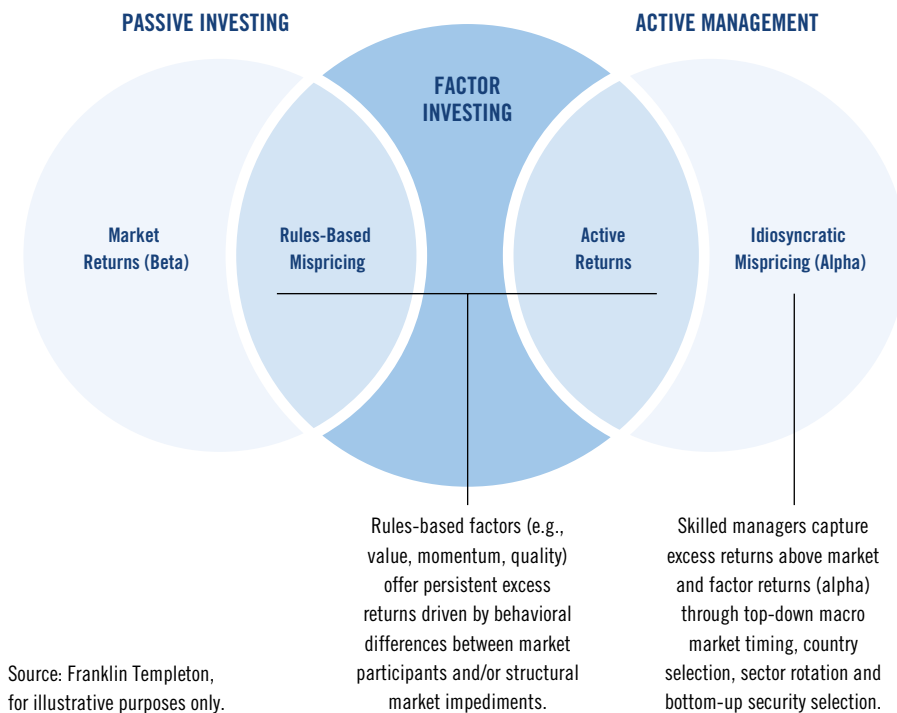 PASSIVE INVESTING
ACTIVE MANAGEMENT
FACTOR
INVESTING
Market
Returns (Beta)
Rules-Based
Mispricing
Active
Returns
Idiosyncratic
Mispricing (Alpha)
Rules-based factors (e.g.,
value, momentum, quality)
offer persistent excess
returns driven by behavioral
differences between market
participants and/or structural
market impediments.
Skilled managers capture
excess returns above market
and factor returns (alpha)
through top-down macro
market timing, country
selection, sector rotation and
bottom-up security selection.
Source: Franklin Templeton,
for illustrative purposes only.